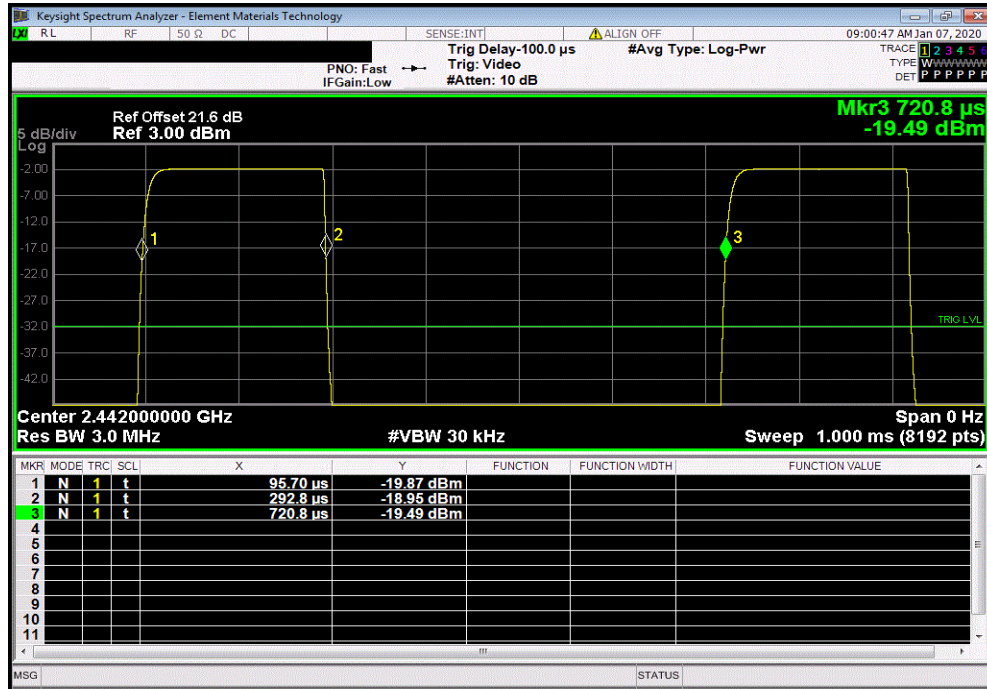 Keysight Spectrum Analyzer - Element Materials Technology
LXI RL RF 50 Ω DC SENSE:INT ALIGN OFF 09:00:47 AM Jan 07, 2020
Trig Delay-100.0 µs #Avg Type: Log-Pwr TRACE 1 2 3 4 5 6
PNO: Fast Trig: Video TYPE W
IFGain:Low #Atten: 10 dB DET P P P P P P
Mkr3 720.8 µs
-19.49 dBm
Ref Offset 21.6 dB
5 dB/div Ref 3.00 dBm
Log
-2.00
-7.00
-12.0
1
2
3
-17.0
-22.0
-27.0
-32.0
TRIG LVL
-37.0
-42.0
Center 2.442000000 GHz Span 0 Hz
Res BW 3.0 MHz #VBW 30 kHz Sweep 1.000 ms (8192 pts)
MKR MODE TRC SCL X Y FUNCTION FUNCTION WIDTH FUNCTION VALUE
1 N 1 t 95.70 µs -19.87 dBm
2 N 1 t 292.8 µs -18.95 dBm
3 N 1 t 720.8 µs -19.49 dBm
4
5
6
7
8
9
10
11
MSG STATUS